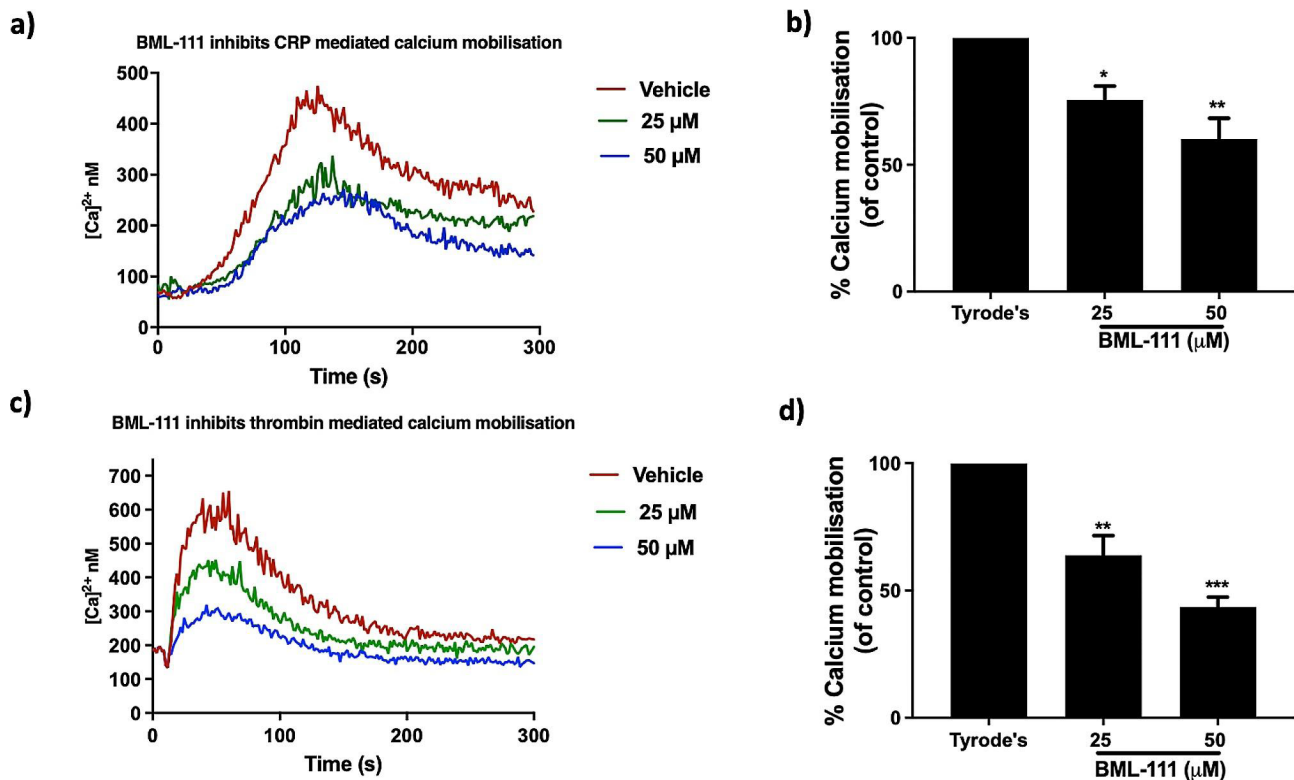 a)
BML-111 inhibits CRP mediated calcium mobilisation
500
400
300
200
100
0
[Ca]²⁺ nM
0
100
200
300
Time (s)
Vehicle
25 µM
50 µM
b)
% Calcium mobilisation
(of control)
100
50
0
*
**
Tyrode's
25
50
BML-111 (µM)
c)
BML-111 inhibits thrombin mediated calcium mobilisation
700
600
500
400
300
200
100
0
[Ca]²⁺ nM
0
100
200
300
Time (s)
Vehicle
25 µM
50 µM
d)
% Calcium mobilisation
(of control)
100
50
0
**
***
Tyrode's
25
50
BML-111 (µM)